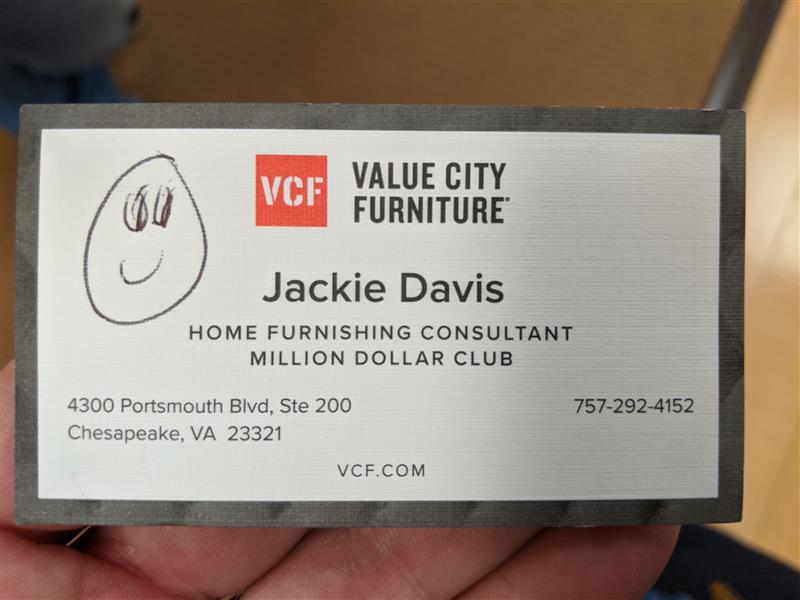 VCF
VALUE CITY
FURNITURE®
Jackie Davis
HOME FURNISHING CONSULTANT
MILLION DOLLAR CLUB
4300 Portsmouth Blvd, Ste 200
Chesapeake, VA 23321
757-292-4152
VCF.COM